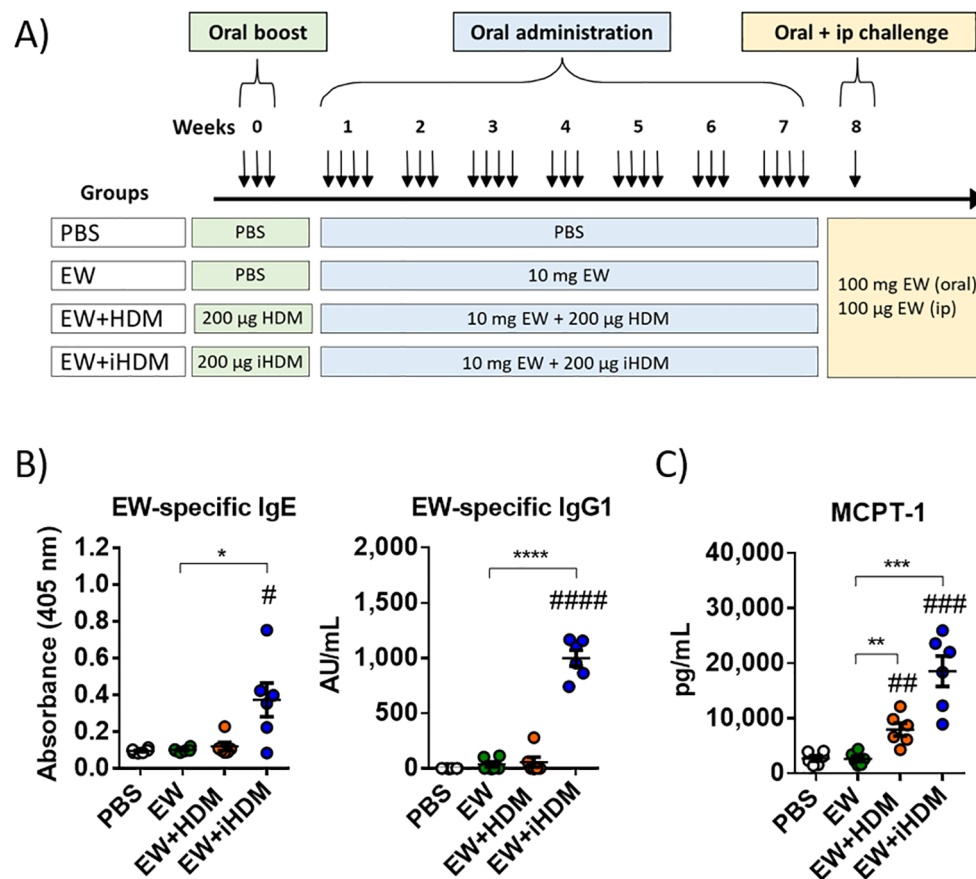 A)
Oral boost
Oral administration
Oral + ip challenge
Weeks 0 1 2 3 4 5 6 7 8
Groups
PBS PBS PBS
EW PBS 10 mg EW
EW+HDM 200 µg HDM 10 mg EW + 200 µg HDM
EW+iHDM 200 µg iHDM 10 mg EW + 200 µg iHDM
100 mg EW (oral)
100 µg EW (ip)
B)
EW-specific IgE
Absorbance (405 nm)
1.2
1.0
0.8
0.6
0.4
0.2
0.0
*
#
PBS
EW
EW+HDM
EW+iHDM
EW-specific IgG1
AU/mL
2,000
1,500
1,000
500
0
****
####
PBS
EW
EW+HDM
EW+iHDM
C)
MCPT-1
pg/mL
40,000
30,000
20,000
10,000
0
***
###
**
##
PBS
EW
EW+HDM
EW+iHDM